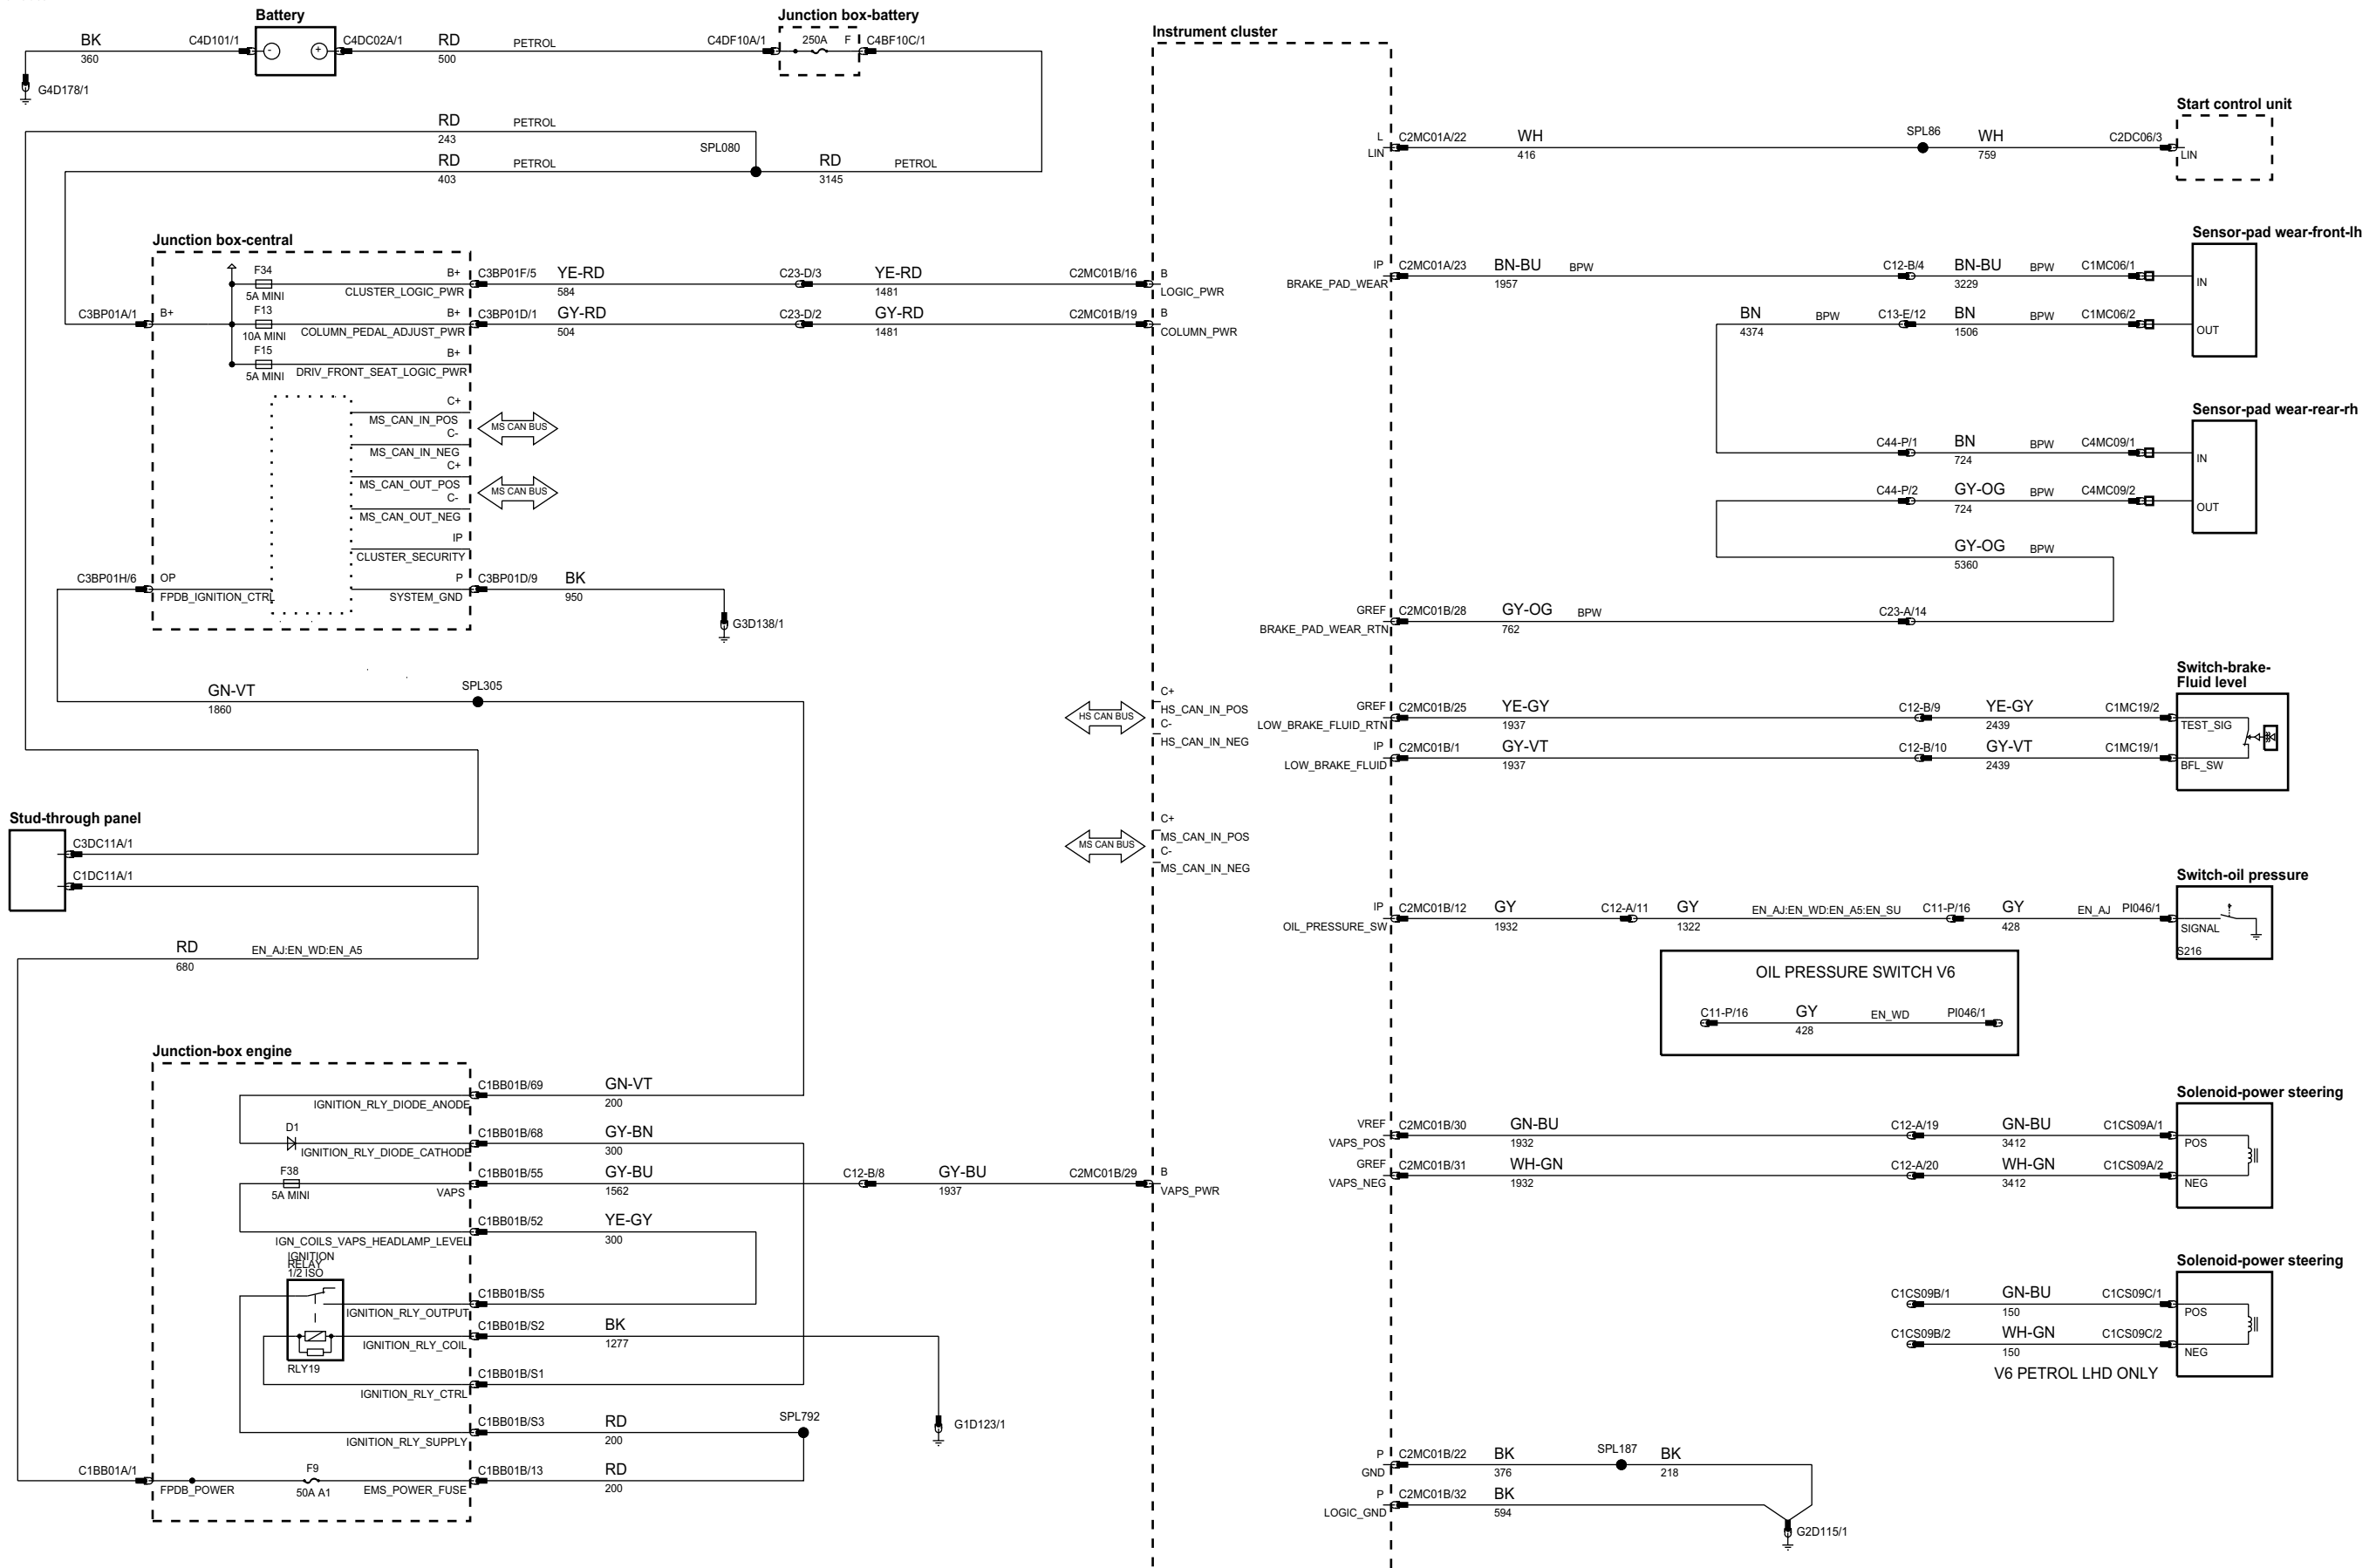 Battery
BK
360
C4D101/1
-
+
C4DC02A/1
RD
500
PETROL
C4DF10A/1
Junction box-battery
250A
F
C4BF10C/1
G4D178/1
RD
243
PETROL
RD
403
PETROL
SPL080
RD
3145
PETROL
Junction box-central
C3BP01A/1
B+
F34
5A MINI
F13
10A MINI
F15
5A MINI
B+
CLUSTER_LOGIC_PWR
B+
COLUMN_PEDAL_ADJUST_PWR
B+
DRIV_FRONT_SEAT_LOGIC_PWR
C+
MS_CAN_IN_POS
C-
MS_CAN_IN_NEG
C+
MS_CAN_OUT_POS
C-
MS_CAN_OUT_NEG
IP
CLUSTER_SECURITY
P
SYSTEM_GND
MS CAN BUS
MS CAN BUS
C3BP01H/6
OP
FPDB_IGNITION_CTRL
C3BP01F/5
YE-RD
584
C23-D/3
YE-RD
1481
C2MC01B/16
C3BP01D/1
GY-RD
504
C23-D/2
GY-RD
1481
C2MC01B/19
C3BP01D/9
BK
950
G3D138/1
GN-VT
1860
SPL305
Stud-through panel
C3DC11A/1
C1DC11A/1
RD
680
EN_AJ:EN_WD:EN_A5
Junction-box engine
IGNITION_RLY_DIODE_ANODE
C1BB01B/69
GN-VT
200
D1
IGNITION_RLY_DIODE_CATHODE
C1BB01B/68
GY-BN
300
F38
5A MINI
VAPS
C1BB01B/55
GY-BU
1562
C12-B/8
GY-BU
1937
C2MC01B/29
IGN_COILS_VAPS_HEADLAMP_LEVEL
C1BB01B/52
YE-GY
300
IGNITION
RELAY
1/2 ISO
RLY19
IGNITION_RLY_OUTPUT
C1BB01B/S5
IGNITION_RLY_COIL
C1BB01B/S2
BK
1277
IGNITION_RLY_CTRL
C1BB01B/S1
IGNITION_RLY_SUPPLY
C1BB01B/S3
RD
200
SPL792
G1D123/1
C1BB01A/1
FPDB_POWER
F9
50A A1
EMS_POWER_FUSE
C1BB01B/13
RD
200
Instrument cluster
B
LOGIC_PWR
B
COLUMN_PWR
HS CAN BUS
C+
HS_CAN_IN_POS
C-
HS_CAN_IN_NEG
MS CAN BUS
C+
MS_CAN_IN_POS
C-
MS_CAN_IN_NEG
B
VAPS_PWR
L
LIN
C2MC01A/22
WH
416
SPL86
WH
759
C2DC06/3
Start control unit
LIN
IP
BRAKE_PAD_WEAR
C2MC01A/23
BN-BU
1957
BPW
C12-B/4
BN-BU
3229
BPW
C1MC06/1
Sensor-pad wear-front-lh
IN
OUT
BN
4374
BPW
C13-E/12
BN
1506
BPW
C1MC06/2
Sensor-pad wear-rear-rh
IN
OUT
C44-P/1
BN
724
BPW
C4MC09/1
C44-P/2
GY-OG
724
BPW
C4MC09/2
GY-OG
5360
BPW
GREF
BRAKE_PAD_WEAR_RTN
C2MC01B/28
GY-OG
762
BPW
C23-A/14
Switch-brake-
Fluid level
GREF
LOW_BRAKE_FLUID_RTN
C2MC01B/25
YE-GY
1937
C12-B/9
YE-GY
2439
C1MC19/2
TEST_SIG
IP
LOW_BRAKE_FLUID
C2MC01B/1
GY-VT
1937
C12-B/10
GY-VT
2439
C1MC19/1
BFL_SW
Switch-oil pressure
IP
OIL_PRESSURE_SW
C2MC01B/12
GY
1932
C12-A/11
GY
1322
EN_AJ:EN_WD:EN_A5:EN_SU
C11-P/16
GY
428
EN_AJ
PI046/1
SIGNAL
S216
OIL PRESSURE SWITCH V6
C11-P/16
GY
428
EN_WD
PI046/1
Solenoid-power steering
VREF
VAPS_POS
C2MC01B/30
GN-BU
1932
C12-A/19
GN-BU
3412
C1CS09A/1
POS
GREF
VAPS_NEG
C2MC01B/31
WH-GN
1932
C12-A/20
WH-GN
3412
C1CS09A/2
NEG
Solenoid-power steering
C1CS09B/1
GN-BU
150
C1CS09C/1
POS
C1CS09B/2
WH-GN
150
C1CS09C/2
NEG
V6 PETROL LHD ONLY
P
GND
C2MC01B/22
BK
376
SPL187
BK
218
P
LOGIC_GND
C2MC01B/32
BK
594
G2D115/1